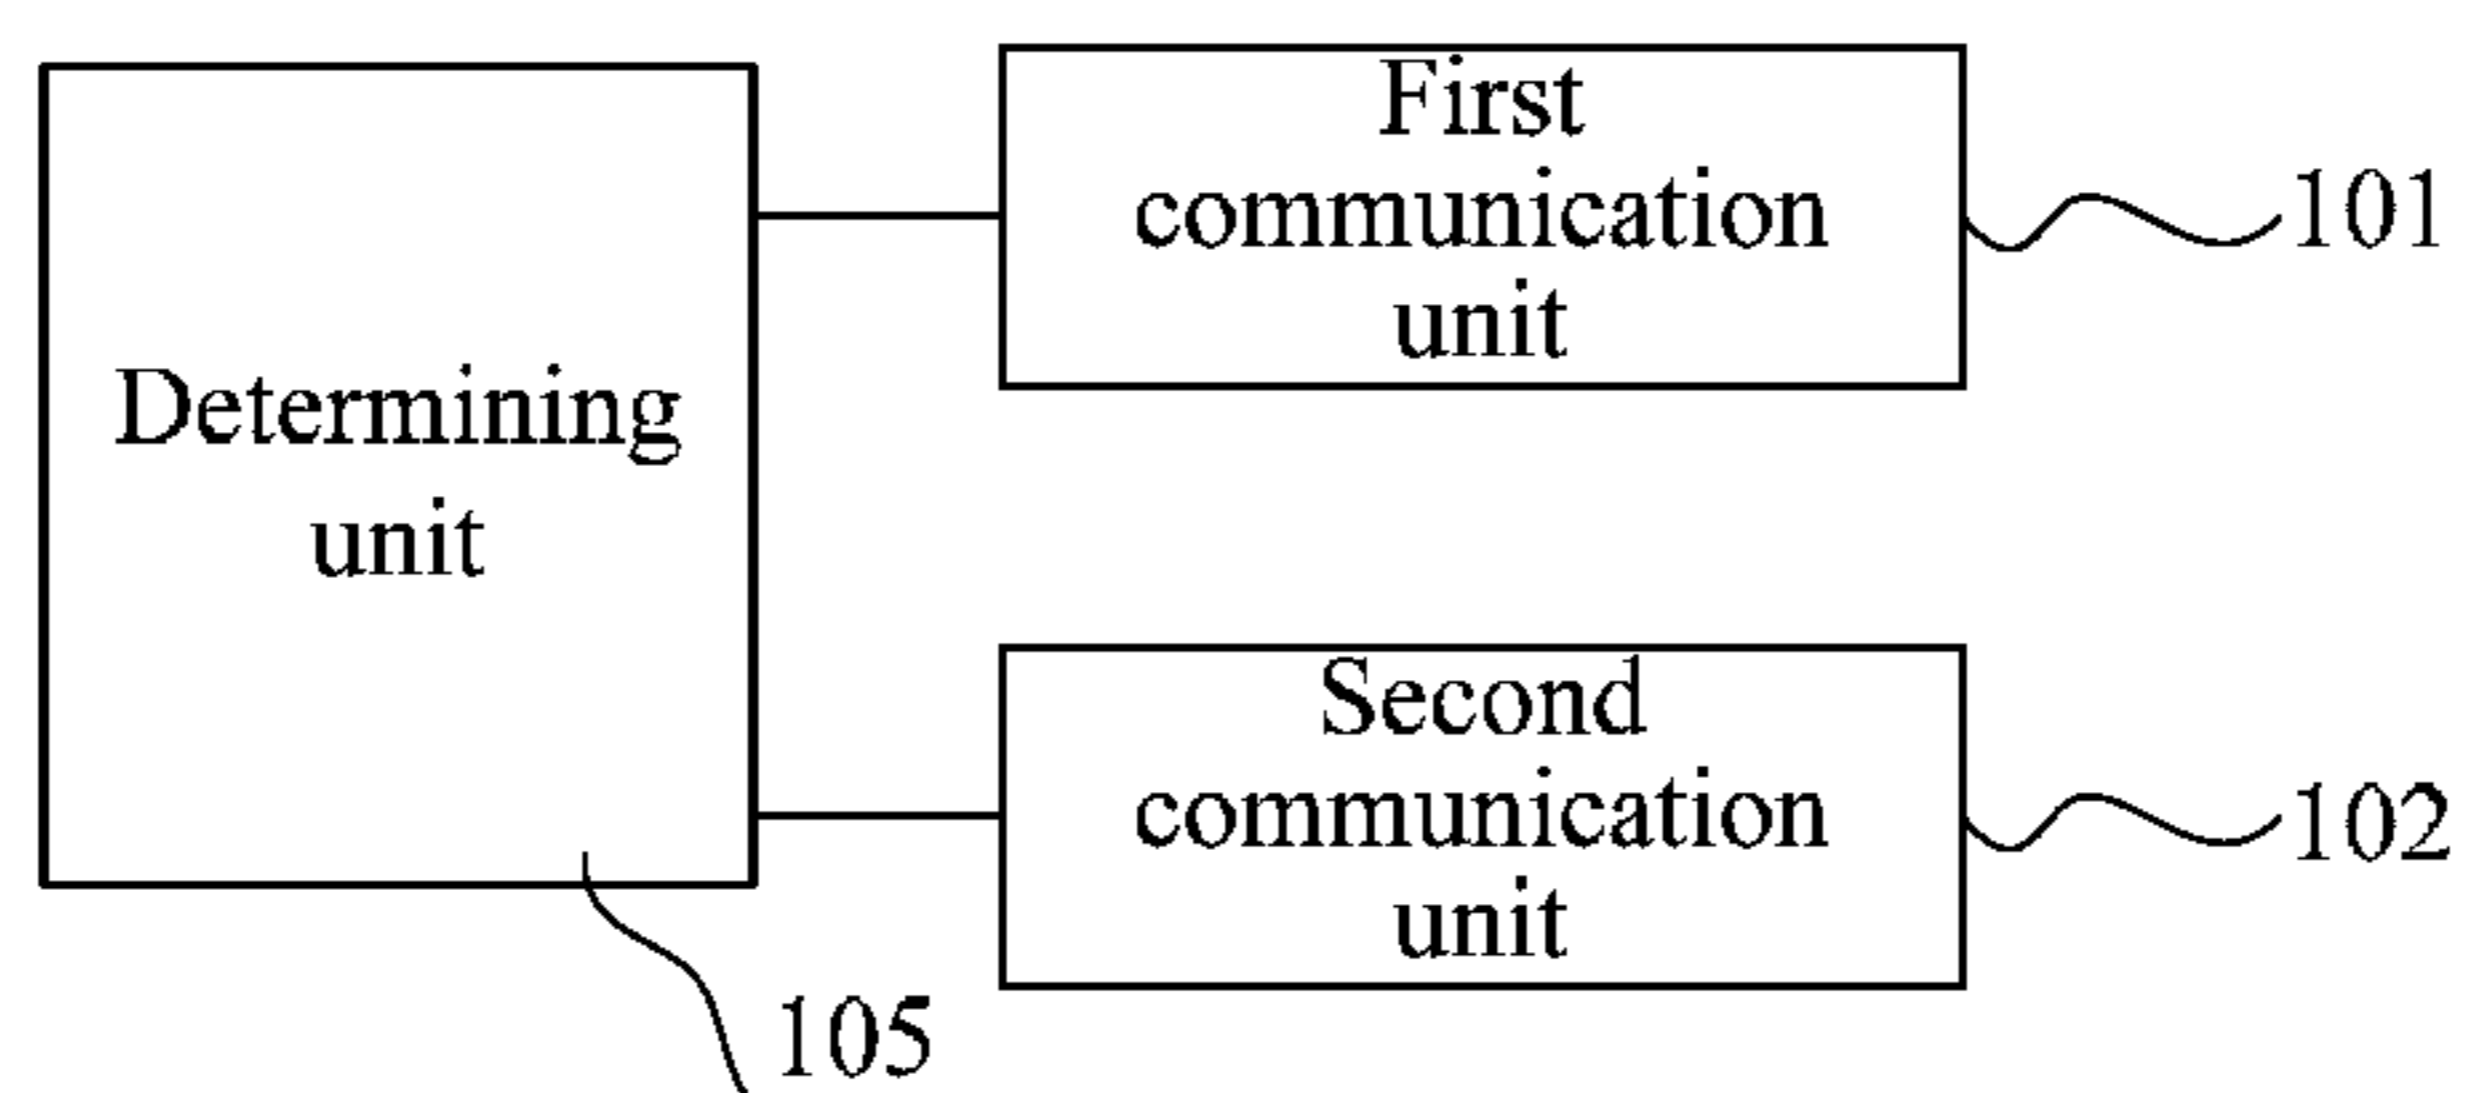 Determining
unit
105
First
communication
unit
101
Second
communication
unit
102